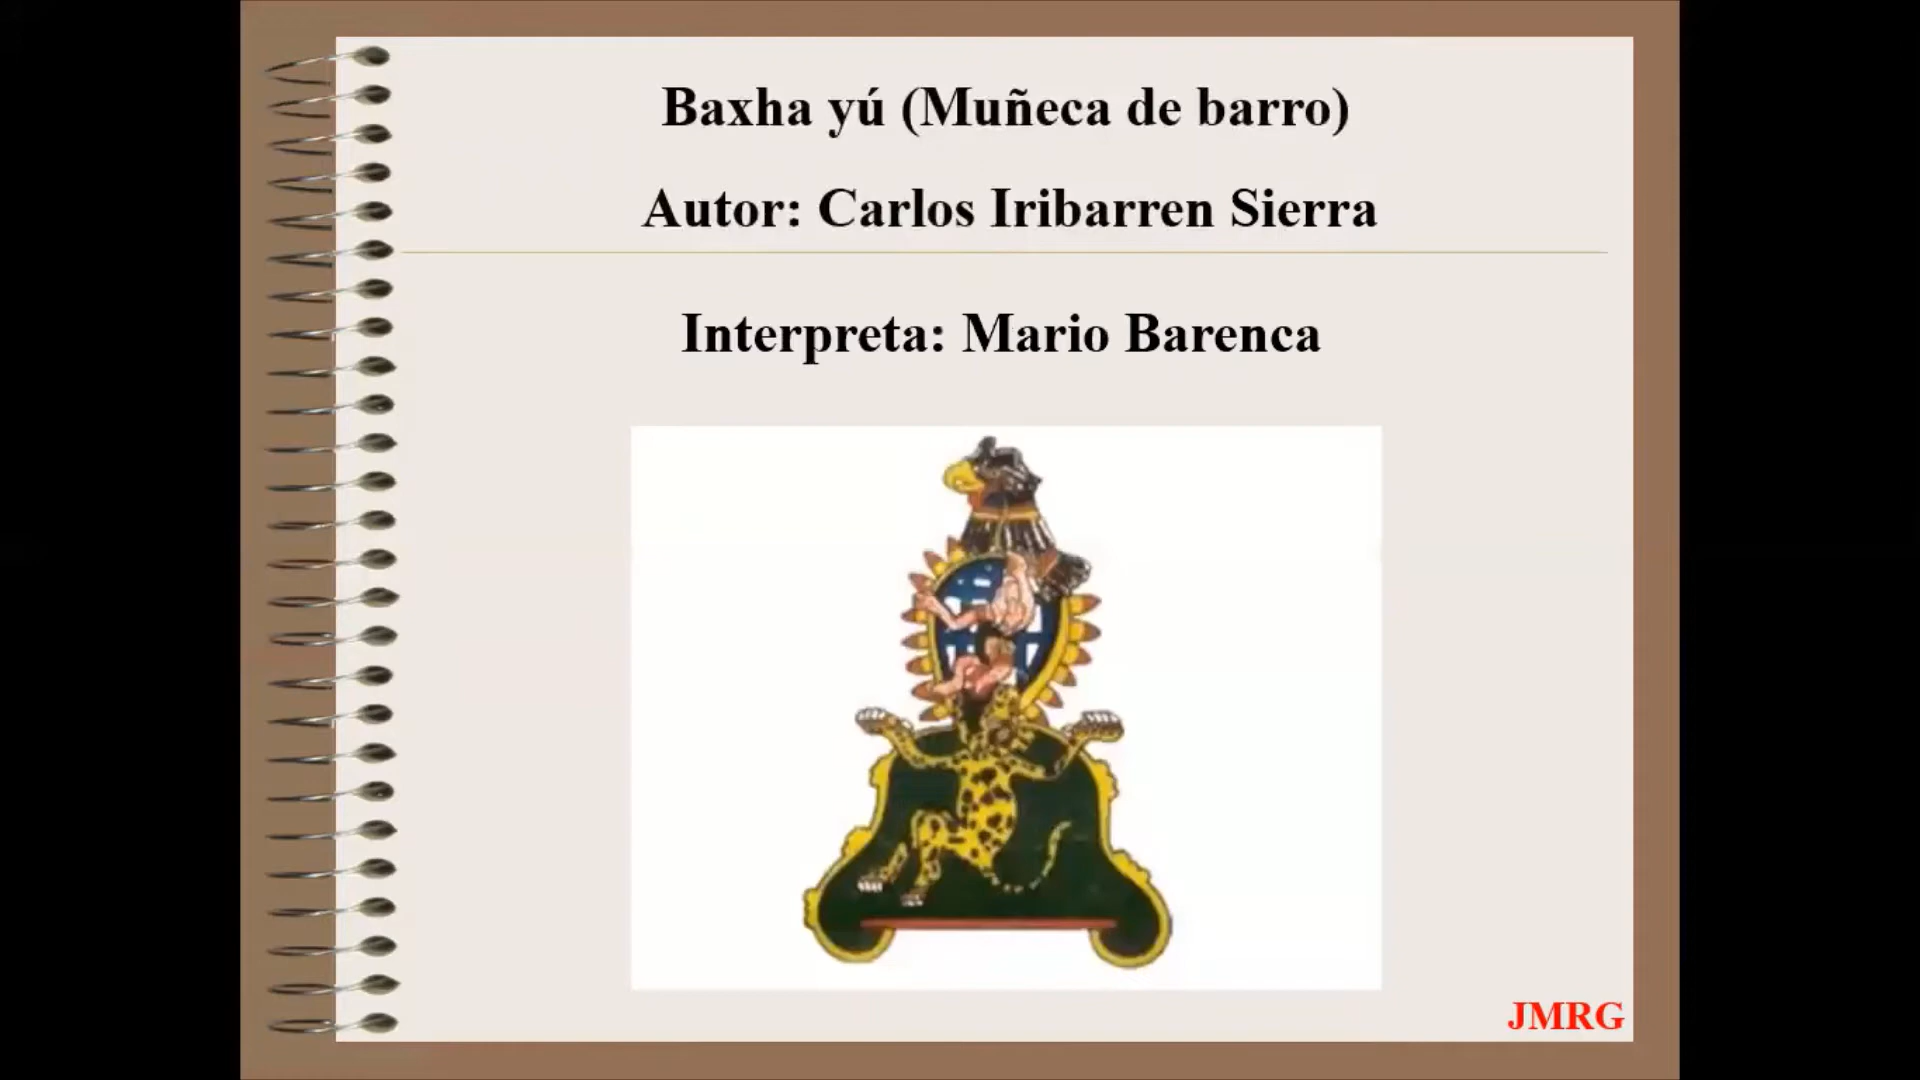 Baxha yú (Muñeca de barro)
Autor: Carlos Iribarren Sierra
Interpreta: Mario Barenca
JMRG